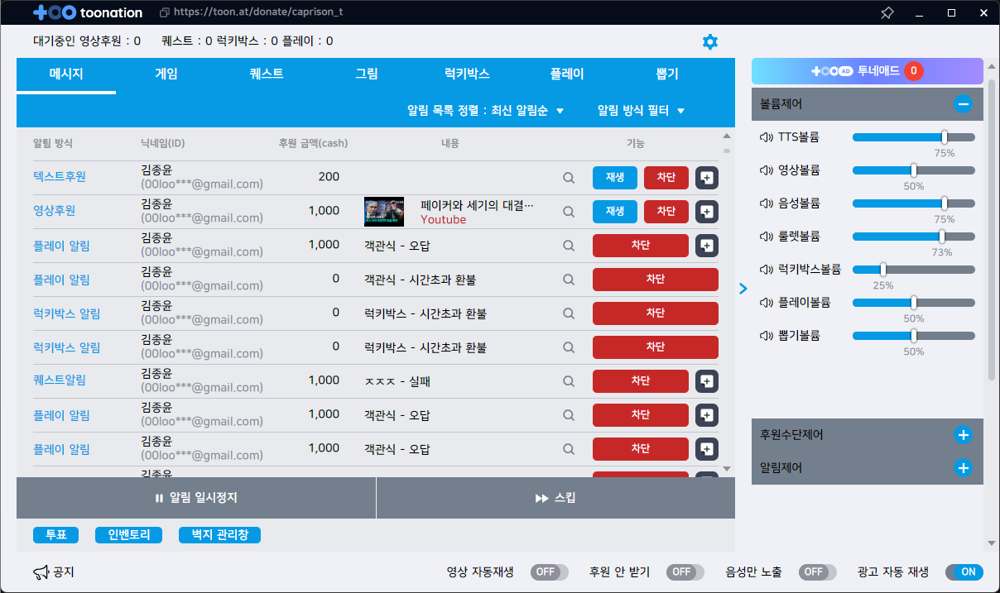 toonation https://toon.at/donate/caprison_t
대기중인 영상후원 : 0 퀘스트 : 0 럭키박스 : 0 플레이 : 0
메시지 게임 퀘스트 그림 럭키박스 플레이 뽑기
알림 목록 정렬 : 최신 알림순 ▼ 알림 방식 필터 ▼
알림 방식 닉네임(ID) 후원 금액(cash) 내용 기능
텍스트후원 김종윤 200 재생 차단
(00loo***@gmail.com)
영상후원 김종윤 1,000 페이커와 세기의 대결⋯ 재생 차단
(00loo***@gmail.com) Youtube
플레이 알림 김종윤 1,000 객관식 - 오답 차단
(00loo***@gmail.com)
플레이 알림 김종윤 0 객관식 - 시간초과 환불 차단
(00loo***@gmail.com)
럭키박스 알림 김종윤 0 럭키박스 - 시간초과 환불 차단
(00loo***@gmail.com)
럭키박스 알림 김종윤 0 럭키박스 - 시간초과 환불 차단
(00loo***@gmail.com)
퀘스트알림 김종윤 1,000 ㅈㅈㅈ - 실패 차단
(00loo***@gmail.com)
플레이 알림 김종윤 1,000 객관식 - 오답 차단
(00loo***@gmail.com)
플레이 알림 김종윤 1,000 객관식 - 오답 차단
(00loo***@gmail.com)
김종윤
알림 일시정지 스킵
투표 인벤토리 벽지 관리창
AD 투네애드 0
볼륨제어
TTS볼륨
75%
영상볼륨
50%
음성볼륨
75%
룰렛볼륨
73%
럭키박스볼륨
25%
플레이볼륨
50%
뽑기볼륨
50%
후원수단제어
알림제어
공지 영상 자동재생 OFF 후원 안 받기 OFF 음성만 노출 OFF 광고 자동 재생 ON